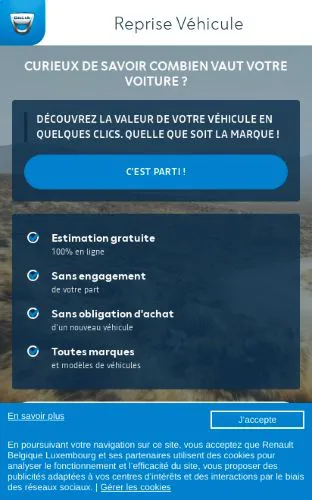 Reprise Véhicule
CURIEUX DE SAVOIR COMBIEN VAUT VOTRE
VOITURE ?
DÉCOUVREZ LA VALEUR DE VOTRE VÉHICULE EN
QUELQUES CLICS. QUELLE QUE SOIT LA MARQUE !
C'EST PARTI !
Estimation gratuite
100% en ligne
Sans engagement
de votre part
Sans obligation d'achat
d'un nouveau véhicule
Toutes marques
et modèles de véhicules
En savoir plus
J'accepte
En poursuivant votre navigation sur ce site, vous acceptez que Renault
Belgique Luxembourg et ses partenaires utilisent des cookies pour
analyser le fonctionnement et l'efficacité du site, vous proposer des
publicités adaptées à vos centres d'intérêts et des interactions par le biais
des réseaux sociaux. | Gérer les cookies